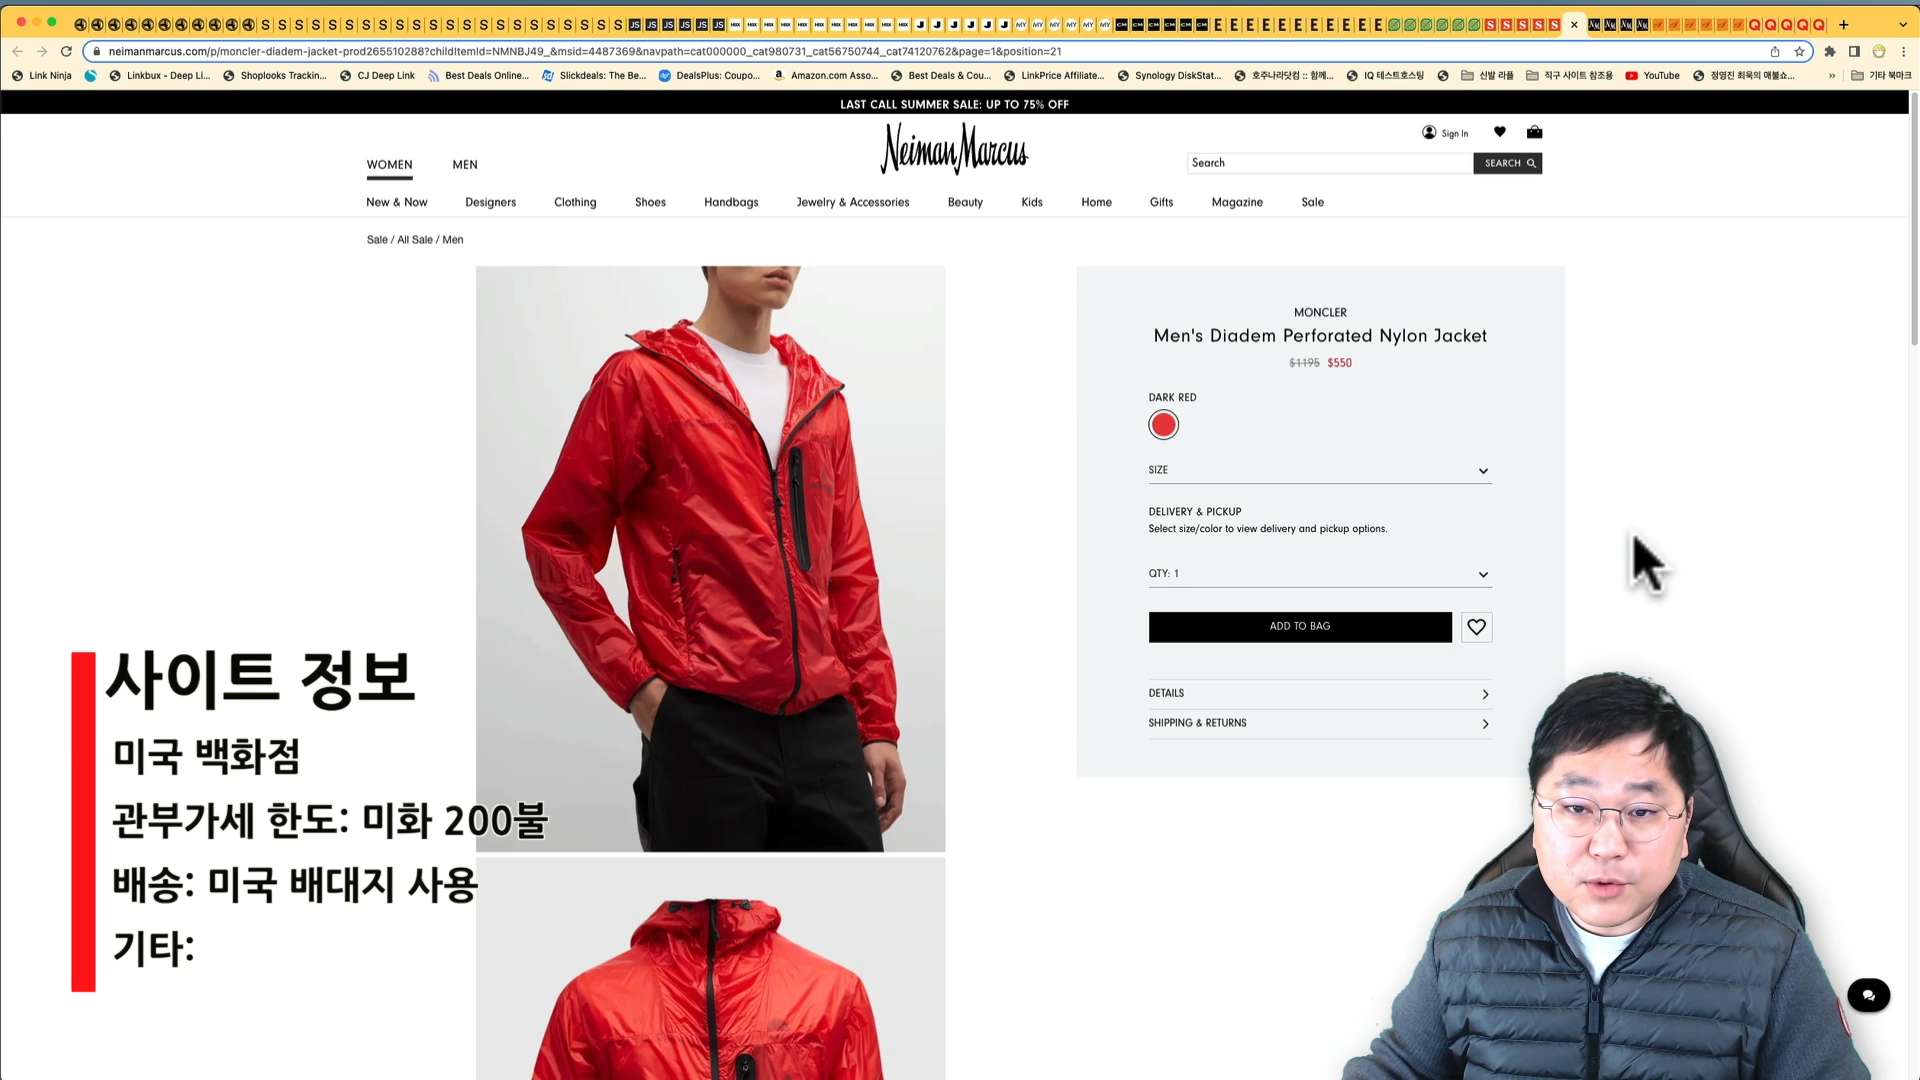 neimanmarcus.com/p/moncler-diadem-jacket-prod265510288?childItemId=NMNBJ49_&msid=4487369&navpath=cat000000_cat980731_cat56750744_cat74120762&page=1&position=21
Link Ninja
Linkbux - Deep Li...
Shoplooks Trackin...
CJ Deep Link
Best Deals Online...
Slickdeals: The Be...
DealsPlus: Coupo...
Amazon.com Asso...
Best Deals & Cou...
LinkPrice Affiliate...
Synology DiskStat...
호주나라닷컴 :: 함께...
IQ 테스트호스팅
신발 라플
직구 사이트 참조용
YouTube
정영진 최욱의 매불쇼...
기타 북마크
LAST CALL SUMMER SALE: UP TO 75% OFF
Sign In
WOMEN
MEN
Neiman Marcus
Search
SEARCH
New & Now
Designers
Clothing
Shoes
Handbags
Jewelry & Accessories
Beauty
Kids
Home
Gifts
Magazine
Sale
Sale / All Sale / Men
MONCLER
Men's Diadem Perforated Nylon Jacket
$1195 $550
DARK RED
SIZE
DELIVERY & PICKUP
Select size/color to view delivery and pickup options.
QTY: 1
ADD TO BAG
DETAILS
SHIPPING & RETURNS
사이트 정보
미국 백화점
관부가세 한도: 미화 200불
배송: 미국 배대지 사용
기타: